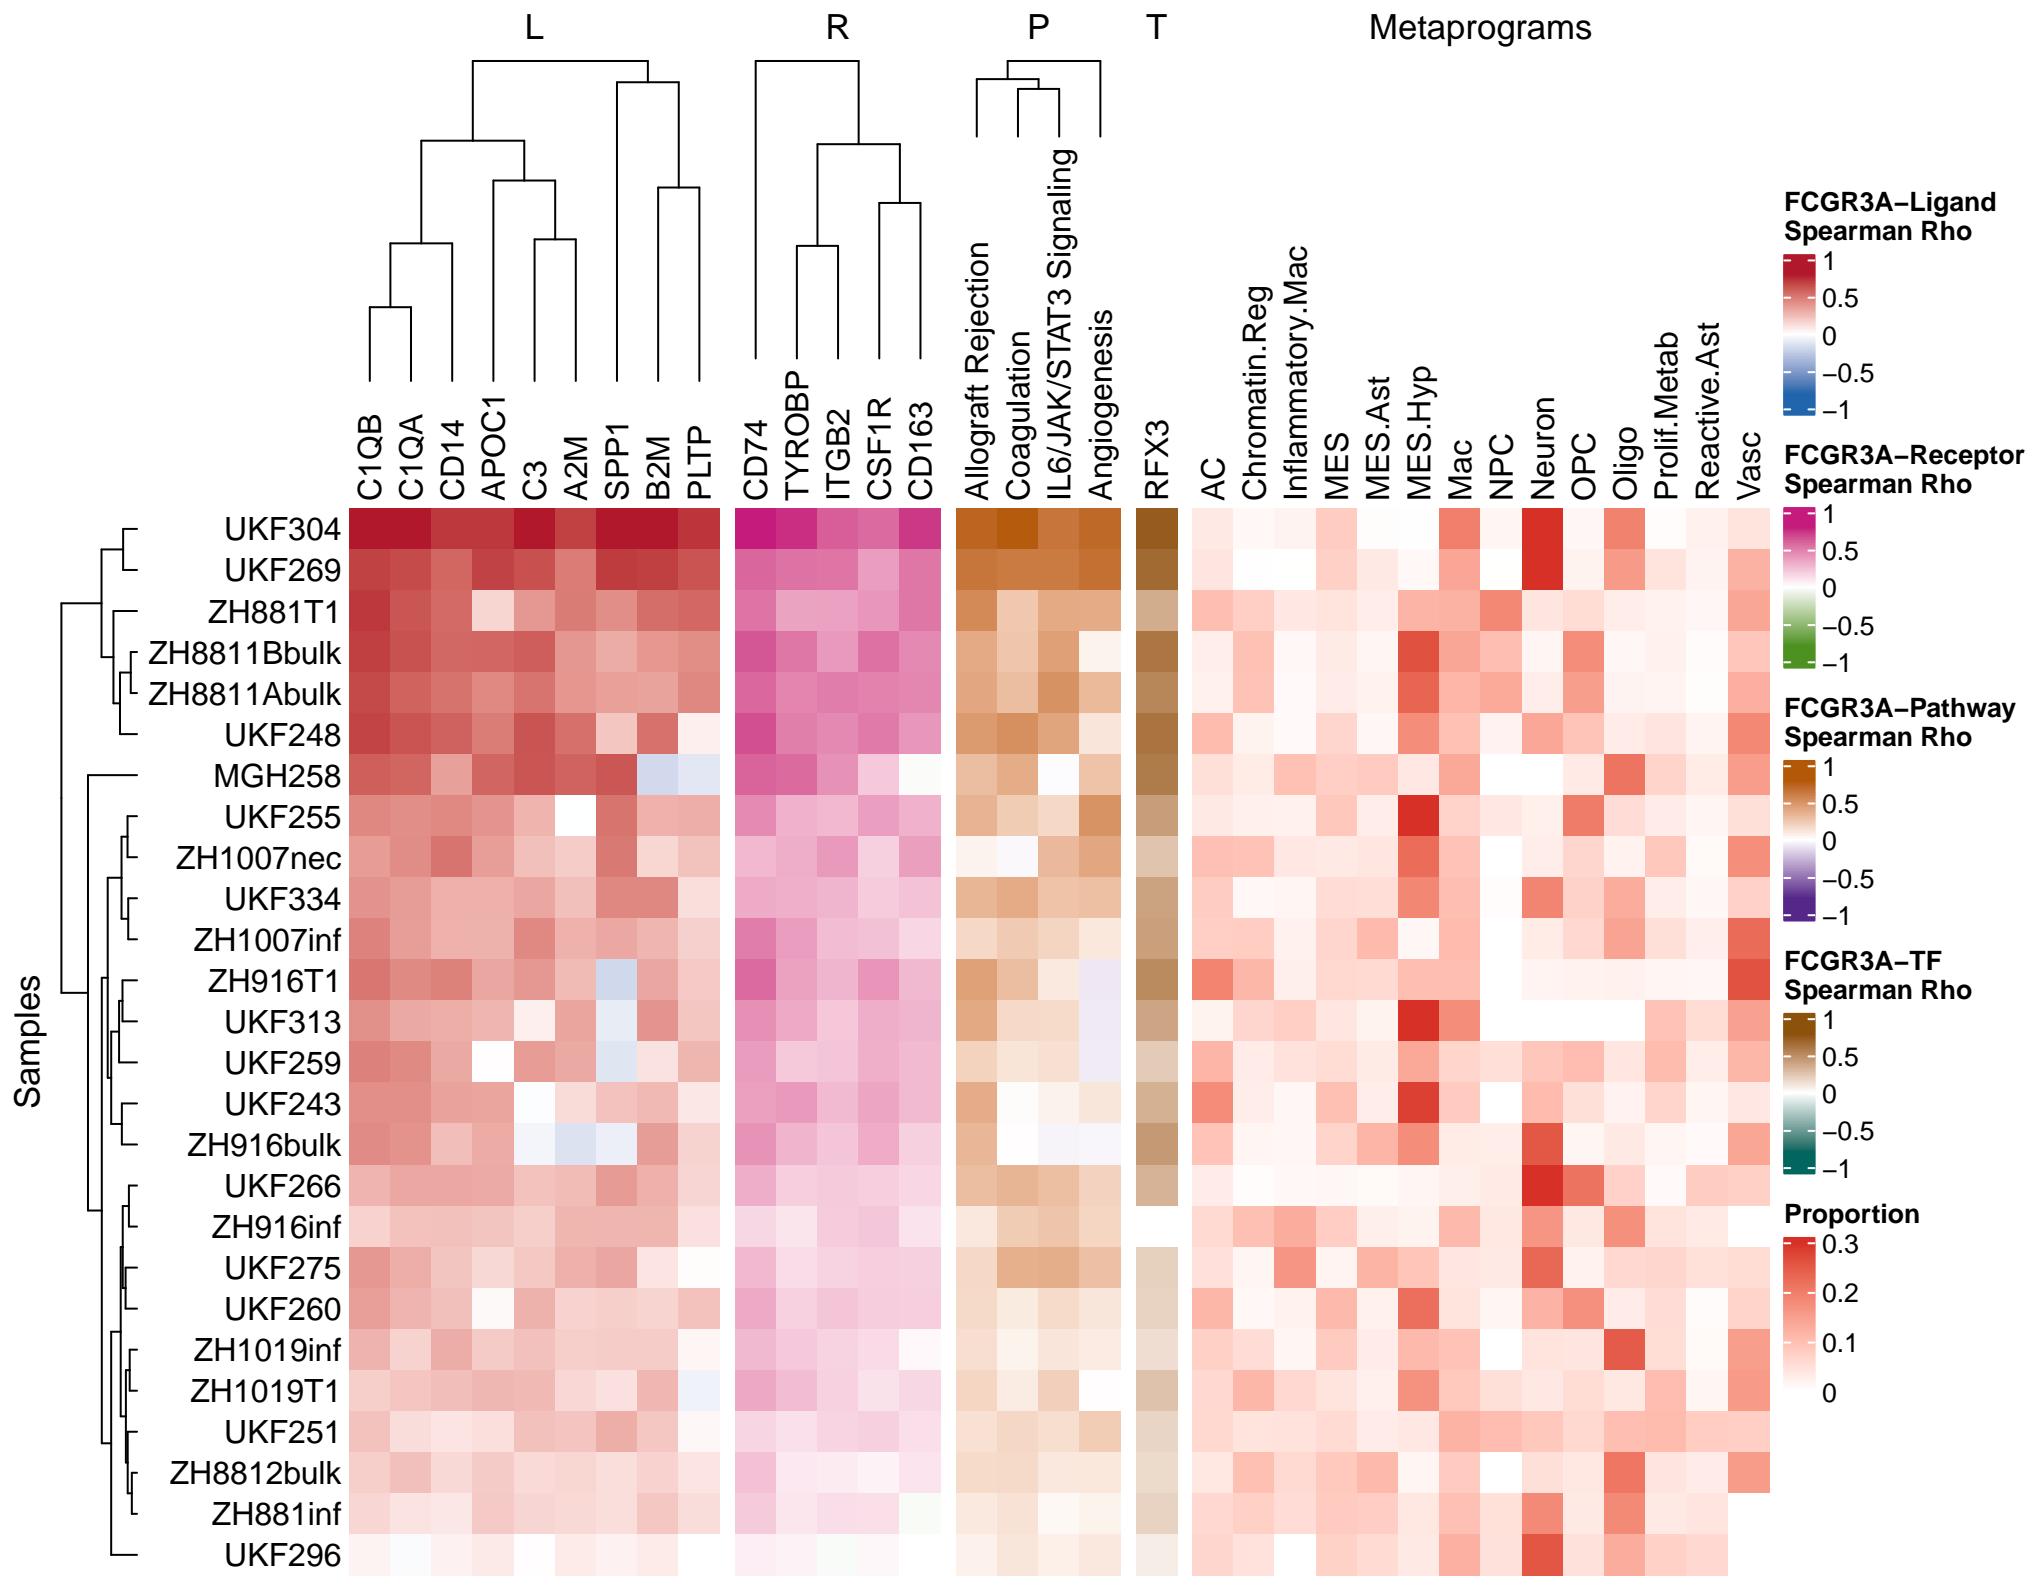 L R P T Metaprograms
C1QB
C1QA
CD14
APOC1
C3
A2M
SPP1
B2M
PLTP
CD74
TYROBP
ITGB2
CSF1R
CD163
Allograft Rejection
Coagulation
IL6/JAK/STAT3 Signaling
Angiogenesis
RFX3
AC
Chromatin.Reg
Inflammatory.Mac
MES
MES.Ast
MES.Hyp
Mac
NPC
Neuron
OPC
Oligo
Prolif.Metab
Reactive.Ast
Vasc
Samples
UKF304
UKF269
ZH881T1
ZH8811Bbulk
ZH8811Abulk
UKF248
MGH258
UKF255
ZH1007nec
UKF334
ZH1007inf
ZH916T1
UKF313
UKF259
UKF243
ZH916bulk
UKF266
ZH916inf
UKF275
UKF260
ZH1019inf
ZH1019T1
UKF251
ZH8812bulk
ZH881inf
UKF296
FCGR3A−Ligand
Spearman Rho
1
0.5
0
−0.5
−1
FCGR3A−Receptor
Spearman Rho
1
0.5
0
−0.5
−1
FCGR3A−Pathway
Spearman Rho
1
0.5
0
−0.5
−1
FCGR3A−TF
Spearman Rho
1
0.5
0
−0.5
−1
Proportion
0.3
0.2
0.1
0